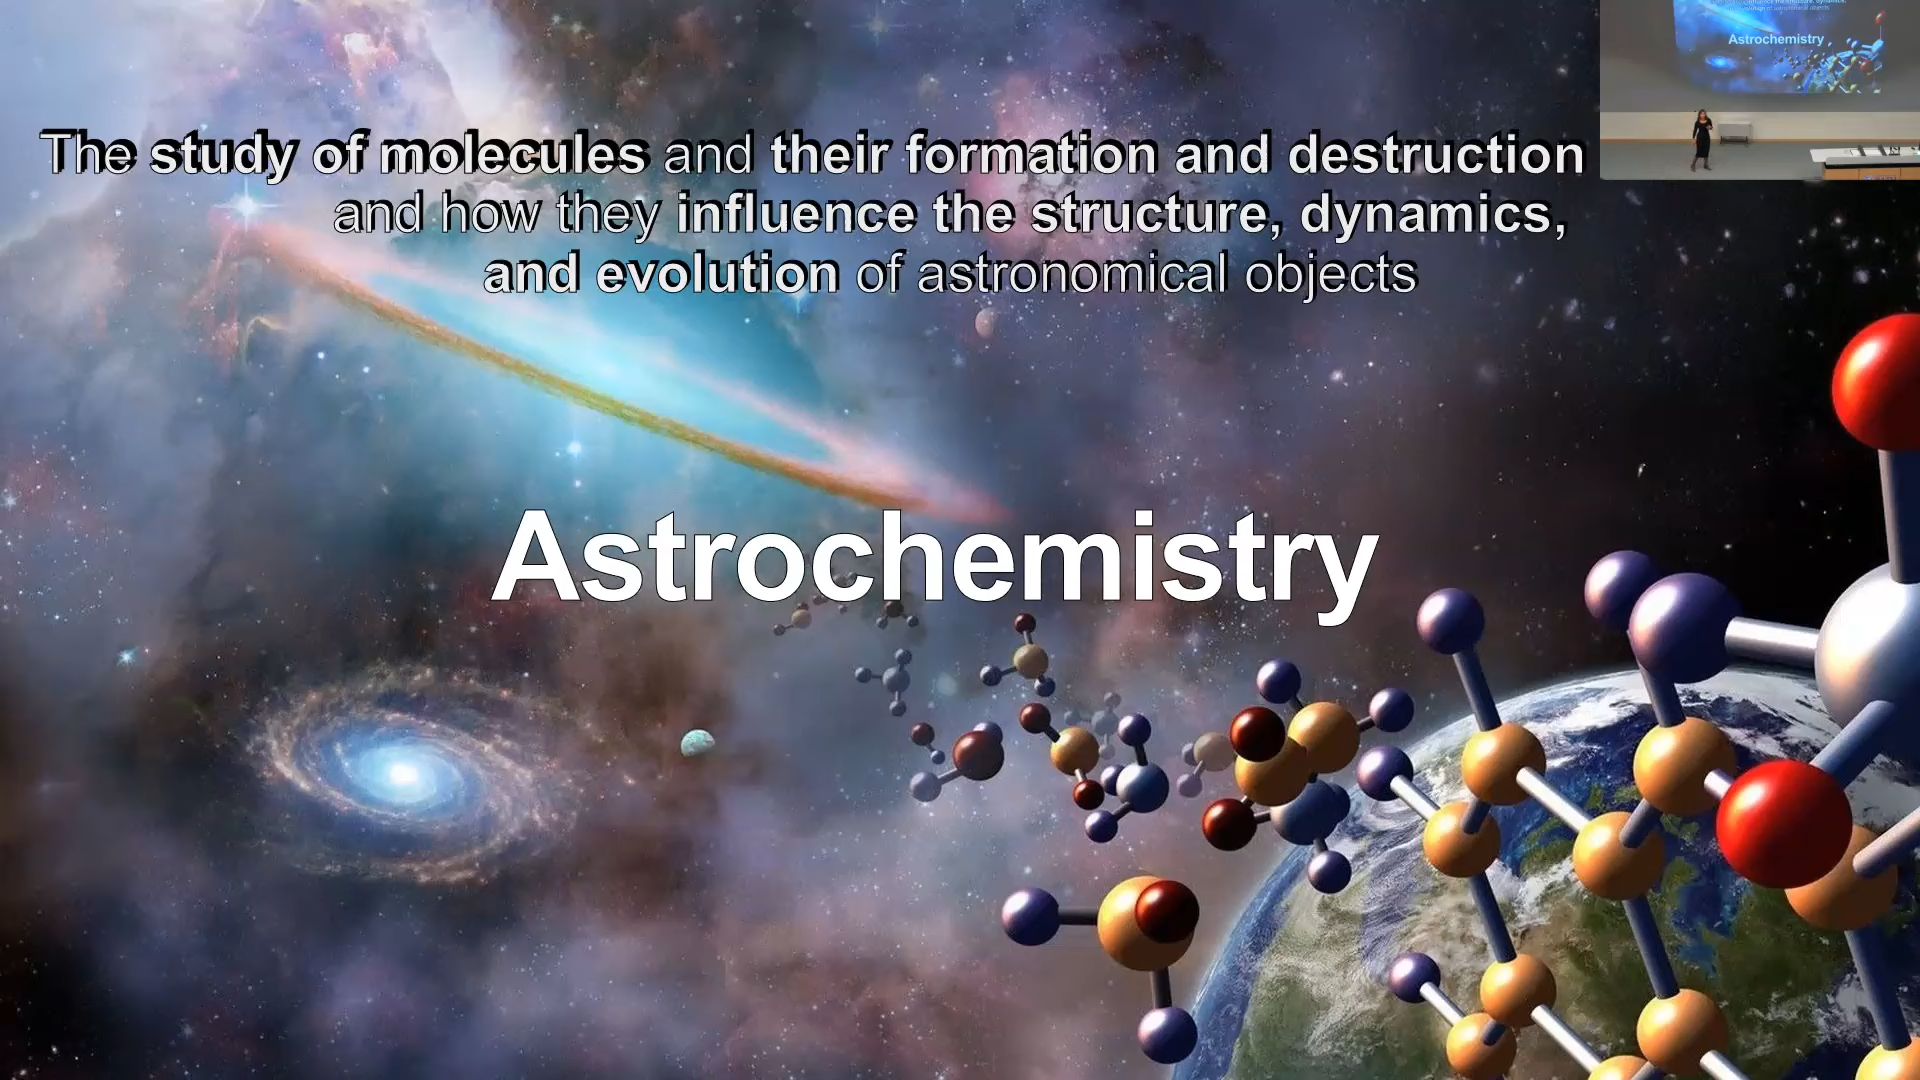 The study of molecules and their formation and destruction
and how they influence the structure, dynamics,
and evolution of astronomical objects
Astrochemistry
Astrochemistry